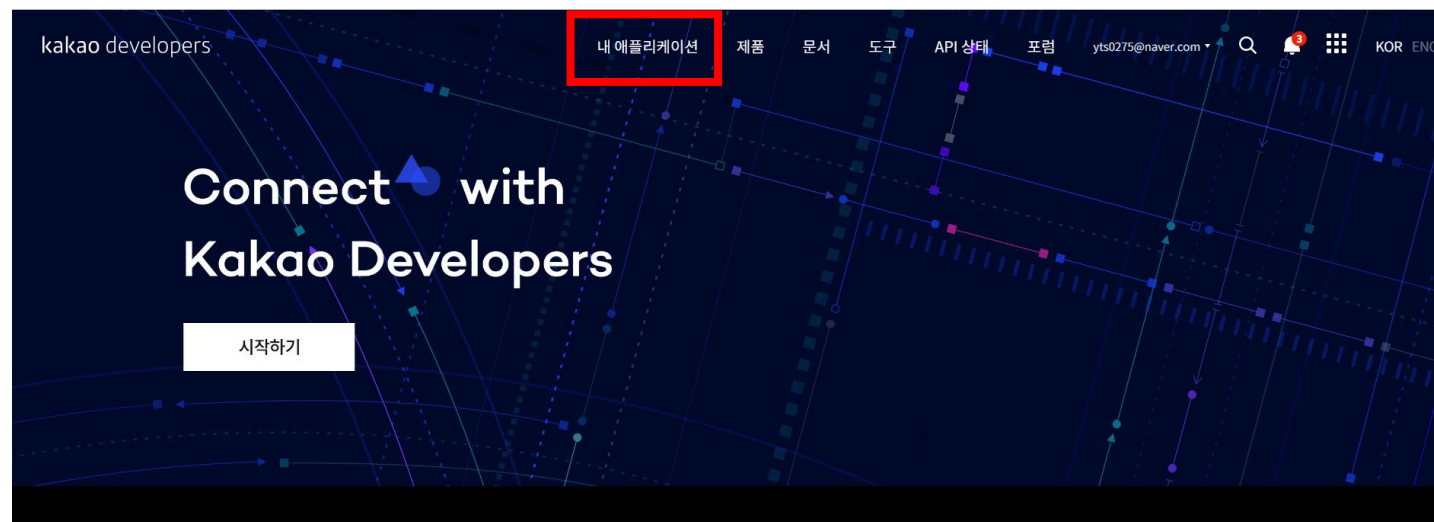 kakao developers 내 애플리케이션 제품 문서 도구 API 상태 포럼 yts0275@naver.com 3 KOR ENG
Connect with
Kakao Developers
시작하기